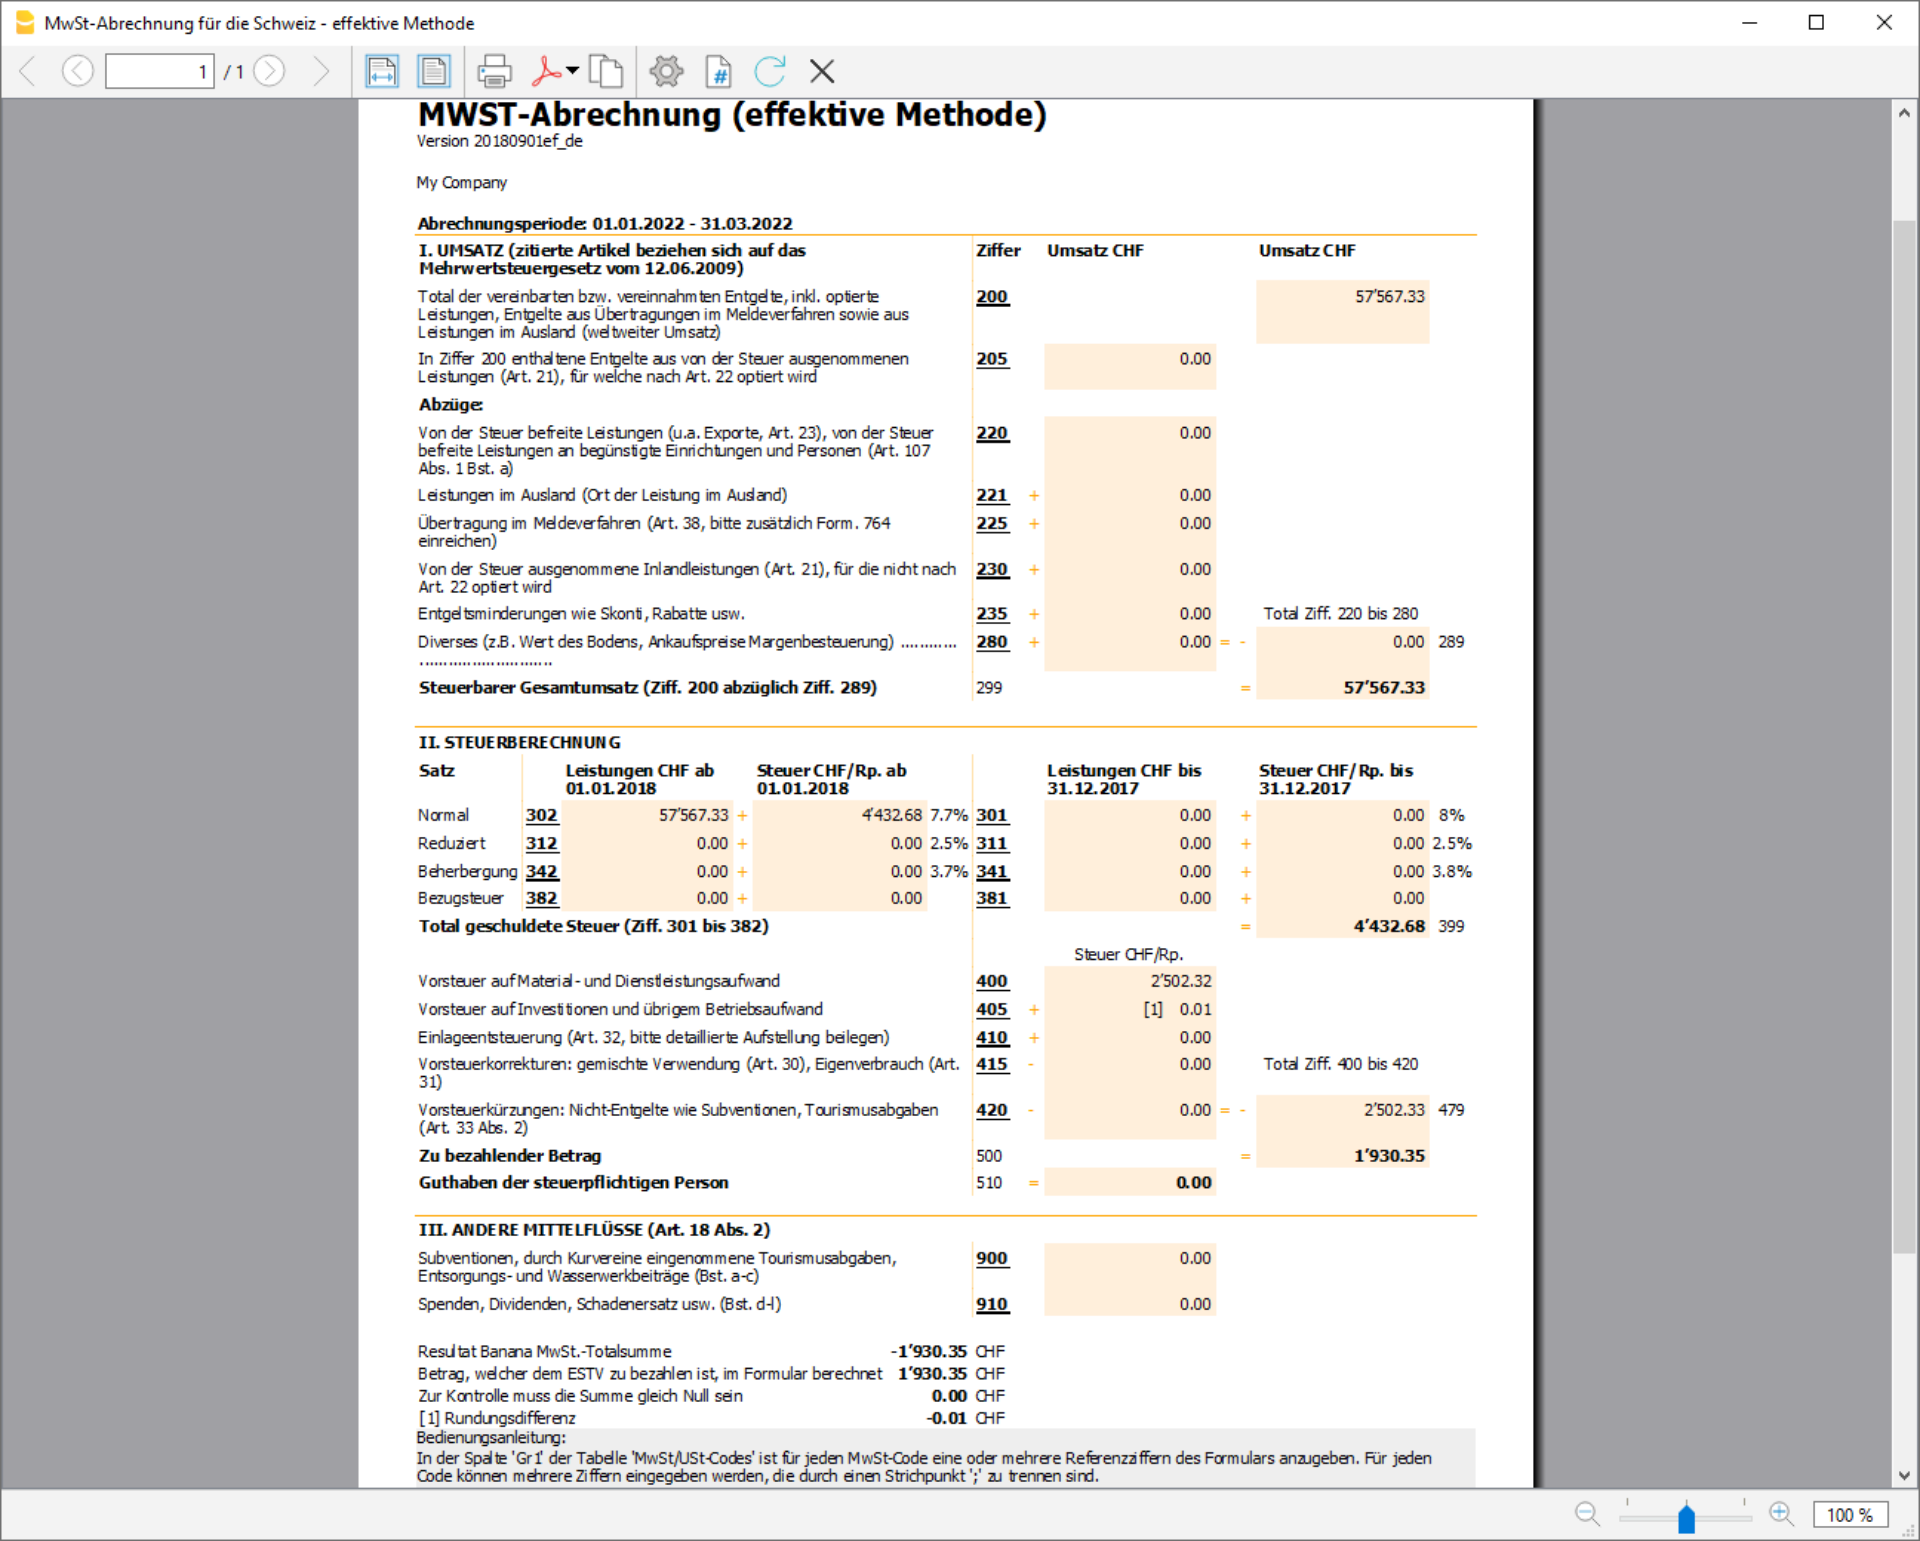 MwSt-Abrechnung für die Schweiz - effektive Methode
1 / 1
MWST-Abrechnung (effektive Methode)
Version 20180901ef_de
My Company
Abrechnungsperiode: 01.01.2022 - 31.03.2022
I. UMSATZ (zitierte Artikel beziehen sich auf das Ziffer Umsatz CHF Umsatz CHF
Mehrwertsteuergesetz vom 12.06.2009)
Total der vereinbarten bzw. vereinnahmten Entgelte, inkl. optierte 200 57'567.33
Leistungen, Entgelte aus Übertragungen im Meldeverfahren sowie aus
Leistungen im Ausland (weltweiter Umsatz)
In Ziffer 200 enthaltene Entgelte aus von der Steuer ausgenommenen 205 0.00
Leistungen (Art. 21), für welche nach Art. 22 optiert wird
Abzüge:
Von der Steuer befreite Leistungen (u.a. Exporte, Art. 23), von der Steuer 220 0.00
befreite Leistungen an begünstigte Einrichtungen und Personen (Art. 107
Abs. 1 Bst. a)
Leistungen im Ausland (Ort der Leistung im Ausland) 221 + 0.00
Übertragung im Meldeverfahren (Art. 38, bitte zusätzlich Form. 764 225 + 0.00
einreichen)
Von der Steuer ausgenommene Inlandleistungen (Art. 21), für die nicht nach 230 + 0.00
Art. 22 optiert wird
Entgeltsminderungen wie Skonti, Rabatte usw. 235 + 0.00 Total Ziff. 220 bis 280
Diverses (z.B. Wert des Bodens, Ankaufspreise Margenbesteuerung) ........... 280 + 0.00 = - 0.00 289
...........................
Steuerbarer Gesamtumsatz (Ziff. 200 abzüglich Ziff. 289) 299 = 57'567.33
II. STEUERBERECHNUNG
Satz Leistungen CHF ab Steuer CHF/Rp. ab Leistungen CHF bis Steuer CHF/Rp. bis
01.01.2018 01.01.2018 31.12.2017 31.12.2017
Normal 302 57'567.33 + 4'432.68 7.7% 301 0.00 + 0.00 8%
Reduziert 312 0.00 + 0.00 2.5% 311 0.00 + 0.00 2.5%
Beherbergung 342 0.00 + 0.00 3.7% 341 0.00 + 0.00 3.8%
Bezugsteuer 382 0.00 + 0.00 381 0.00 + 0.00
Total geschuldete Steuer (Ziff. 301 bis 382) = 4'432.68 399
Steuer CHF/Rp.
Vorsteuer auf Material- und Dienstleistungsaufwand 400 2'502.32
Vorsteuer auf Investitionen und übrigem Betriebsaufwand 405 + [1] 0.01
Einlageentsteuerung (Art. 32, bitte detaillierte Aufstellung beilegen) 410 + 0.00
Vorsteuerkorrekturen: gemischte Verwendung (Art. 30), Eigenverbrauch (Art. 415 - 0.00 Total Ziff. 400 bis 420
31)
Vorsteuerkürzungen: Nicht-Entgelte wie Subventionen, Tourismusabgaben 420 - 0.00 = - 2'502.33 479
(Art. 33 Abs. 2)
Zu bezahlender Betrag 500 = 1'930.35
Guthaben der steuerpflichtigen Person 510 = 0.00
III. ANDERE MITTELFLÜSSE (Art. 18 Abs. 2)
Subventionen, durch Kurvereine eingenommene Tourismusabgaben, 900 0.00
Entsorgungs- und Wasserwerkbeiträge (Bst. a-c)
Spenden, Dividenden, Schadenersatz usw. (Bst. d-l) 910 0.00
Resultat Banana MwSt.-Totalsumme -1'930.35 CHF
Betrag, welcher dem ESTV zu bezahlen ist, im Formular berechnet 1'930.35 CHF
Zur Kontrolle muss die Summe gleich Null sein 0.00 CHF
[1] Rundungsdifferenz -0.01 CHF
Bedienungsanleitung:
In der Spalte 'Gr1' der Tabelle 'MwSt/USt-Codes' ist für jeden MwSt-Code eine oder mehrere Referenzziffern des Formulars anzugeben. Für jeden
Code können mehrere Ziffern eingegeben werden, die durch einen Strichpunkt ';' zu trennen sind.
100 %